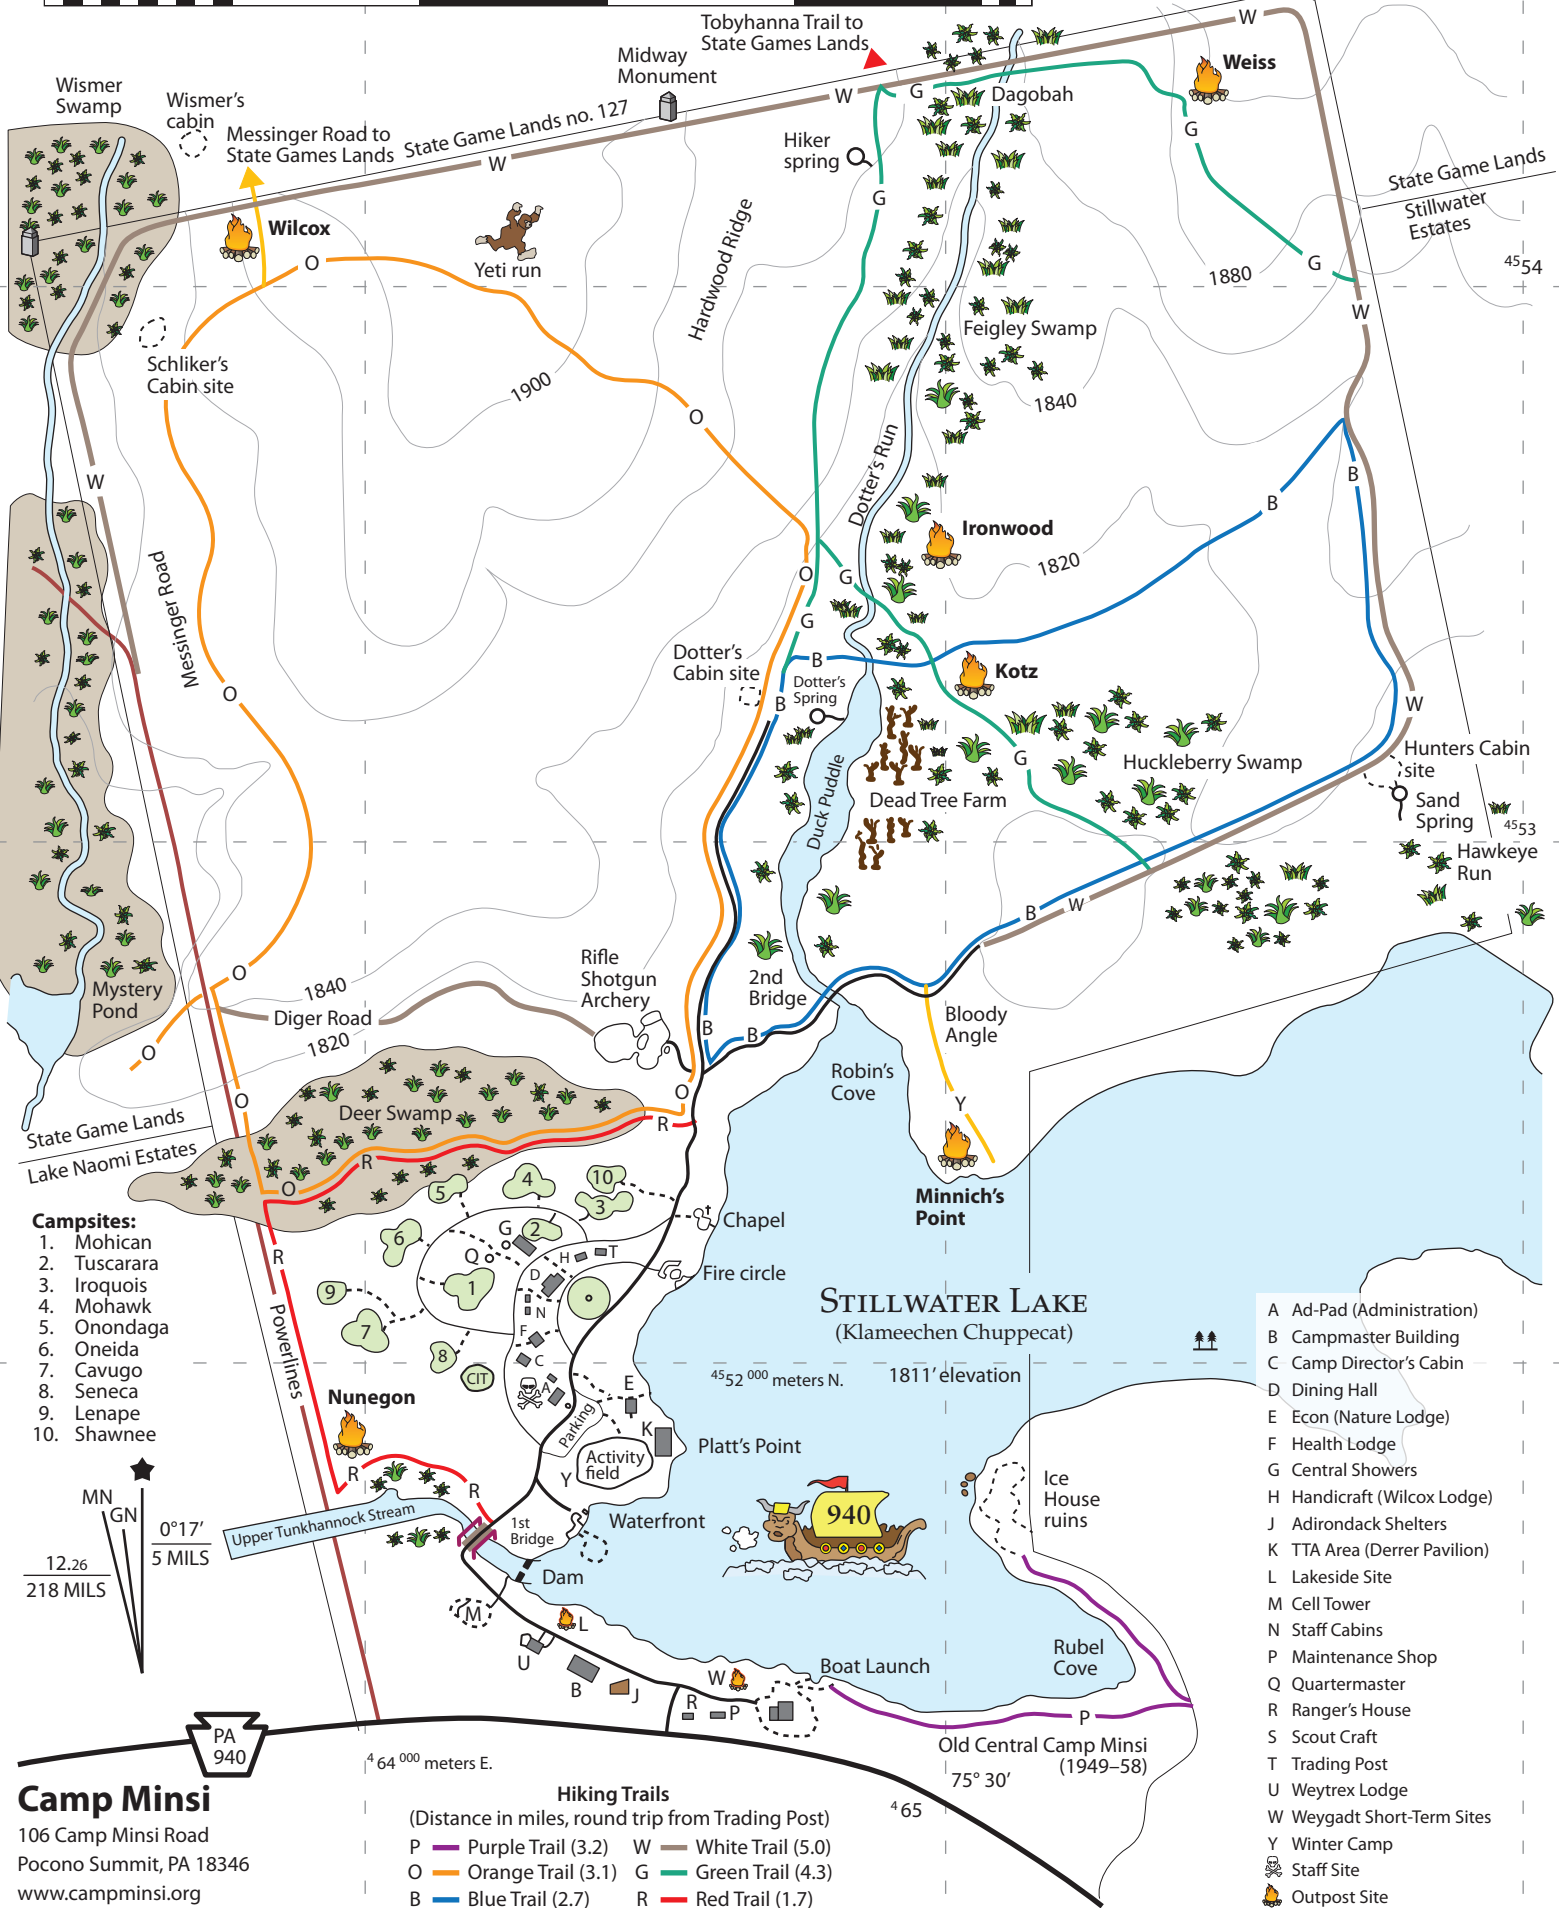 Tobyhanna Trail to
State Games Lands
W
Midway
Monument
Weiss
Wismer
Swamp
Wismer's
cabin
W
G
Dagobah
Messinger Road to
State Games Lands
State Game Lands no. 127
Hiker
spring
G
W
State Game Lands
Stillwater
Estates
G
Wilcox
Hardwood Ridge
O
Yeti run
G
1880
4554
W
Feigley Swamp
Schliker's
Cabin site
1900
1840
O
Dotter's Run
W
B
B
Ironwood
Messinger Road
1820
O
G
G
Dotter's
Cabin site
B
Kotz
Dotter's
Spring
O
B
W
G
Huckleberry Swamp
Hunters Cabin
site
Duck Puddle
Dead Tree Farm
Sand
Spring
4553
Hawkeye
Run
B
W
Rifle
Shotgun
Archery
O
2nd
Bridge
Mystery
Pond
1840
Diger Road
1820
B
B
Bloody
Angle
O
Robin's
Cove
O
O
Deer Swamp
R
Y
State Game Lands
Lake Naomi Estates
R
O
Minnich's
Point
5
4
10
3
Campsites:
1. Mohican
2. Tuscarara
3. Iroquois
4. Mohawk
5. Onondaga
6. Oneida
7. Cavugo
8. Seneca
9. Lenape
10. Shawnee
Chapel
G
2
6
R
Q
H
T
D
Fire circle
1
9
N
Stillwater Lake
(Klameechen Chuppecat)
7
F
8
C
Powerlines
CIT
A
E
4552 000 meters N.
1811' elevation
Nunegon
Parking
K
Platt's Point
Activity
field
Y
R
R
Ice
House
ruins
MN
GN
0°17'
5 MILS
12.26
218 MILS
Upper Tunkhannock Stream
1st
Bridge
Waterfront
940
Dam
M
L
U
B
J
W
Boat Launch
Rubel
Cove
R
P
P
Old Central Camp Minsi
(1949–58)
75° 30'
PA
940
4 64 000 meters E.
4 65
A Ad-Pad (Administration)
B Campmaster Building
C Camp Director's Cabin
D Dining Hall
E Econ (Nature Lodge)
F Health Lodge
G Central Showers
H Handicraft (Wilcox Lodge)
J Adirondack Shelters
K TTA Area (Derrer Pavilion)
L Lakeside Site
M Cell Tower
N Staff Cabins
P Maintenance Shop
Q Quartermaster
R Ranger's House
S Scout Craft
T Trading Post
U Weytrex Lodge
W Weygadt Short-Term Sites
Y Winter Camp
Staff Site
Outpost Site
Camp Minsi
106 Camp Minsi Road
Pocono Summit, PA 18346
www.campminsi.org
Hiking Trails
(Distance in miles, round trip from Trading Post)
P Purple Trail (3.2)
W White Trail (5.0)
O Orange Trail (3.1)
G Green Trail (4.3)
B Blue Trail (2.7)
R Red Trail (1.7)